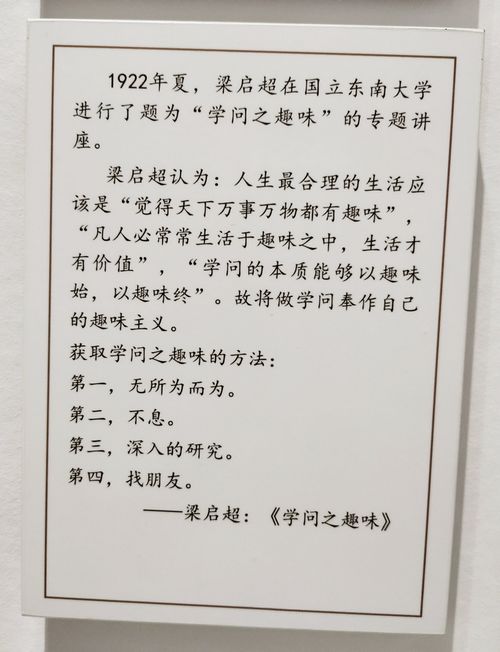 1922年夏，梁启超在国立东南大学
进行了题为“学问之趣味”的专题讲
座。
梁启超认为：人生最合理的生活应
该是“觉得天下万事万物都有趣味”，
“凡人必常常生活于趣味之中，生活才
有价值”，“学问的本质能够以趣味
始，以趣味终”。故将做学问奉作自己
的趣味主义。
获取学问之趣味的方法：
第一，无所为而为。
第二，不息。
第三，深入的研究。
第四，找朋友。
——梁启超：《学问之趣味》